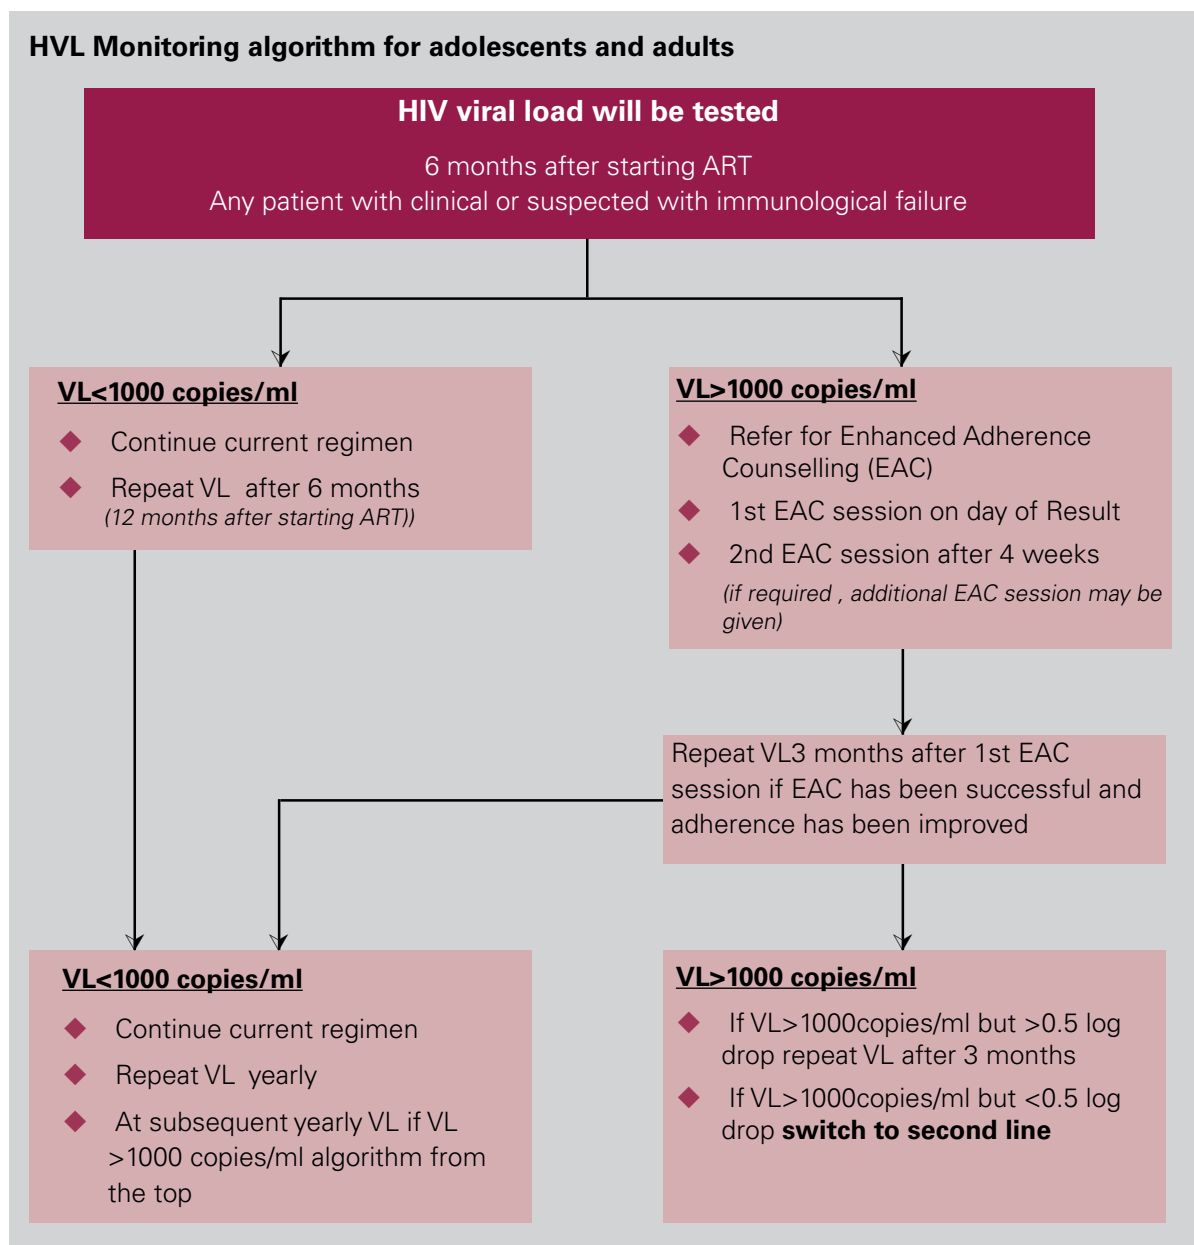 HVL Monitoring algorithm for adolescents and adults
HIV viral load will be tested
6 months after starting ART
Any patient with clinical or suspected with immunological failure
VL<1000 copies/ml
Continue current regimen
Repeat VL after 6 months
(12 months after starting ART))
VL>1000 copies/ml
Refer for Enhanced Adherence
Counselling (EAC)
1st EAC session on day of Result
2nd EAC session after 4 weeks
(if required , additional EAC session may be
given)
Repeat VL3 months after 1st EAC
session if EAC has been successful and
adherence has been improved
VL<1000 copies/ml
Continue current regimen
Repeat VL yearly
At subsequent yearly VL if VL
>1000 copies/ml algorithm from
the top
VL>1000 copies/ml
If VL>1000copies/ml but >0.5 log
drop repeat VL after 3 months
If VL>1000copies/ml but <0.5 log
drop switch to second line